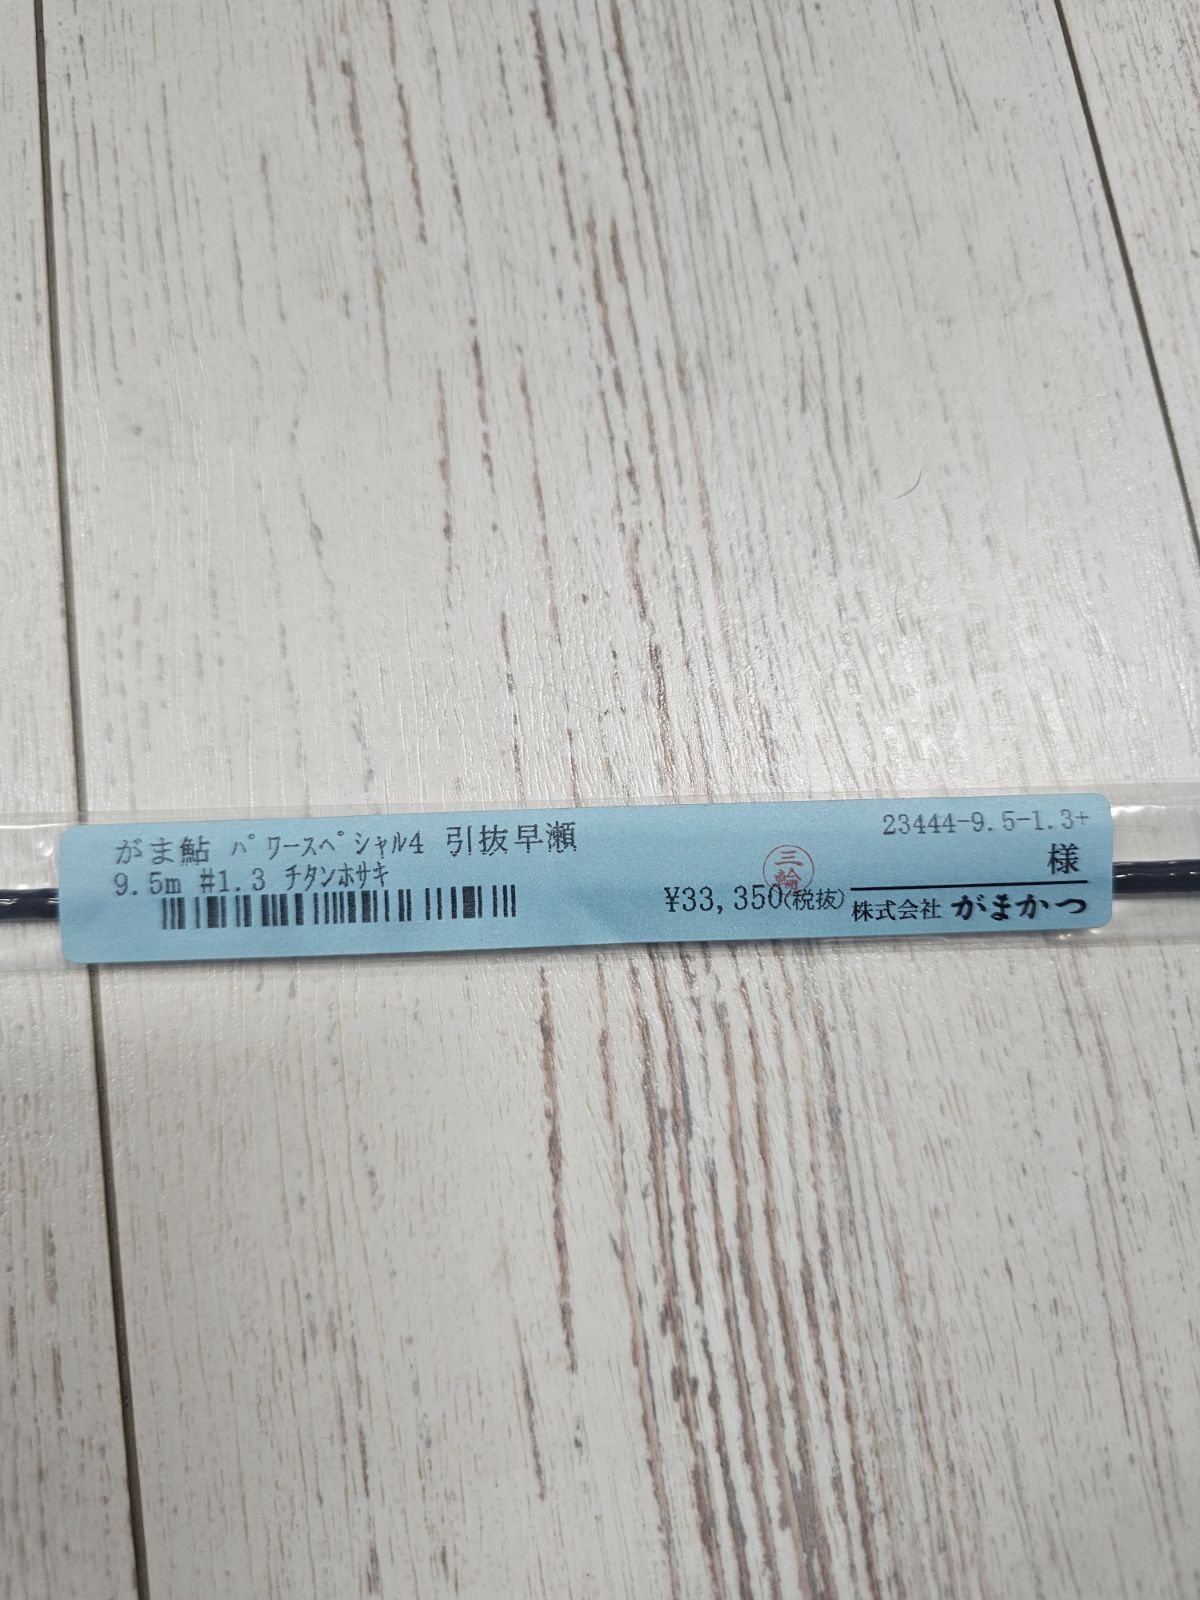 がま鮎 パワースペシャル4 引抜早瀬
9.5m #1.3 チタンホサキ
23444-9.5-1.3+
様
三輪
¥33,350(税抜)
株式会社 がまかつ